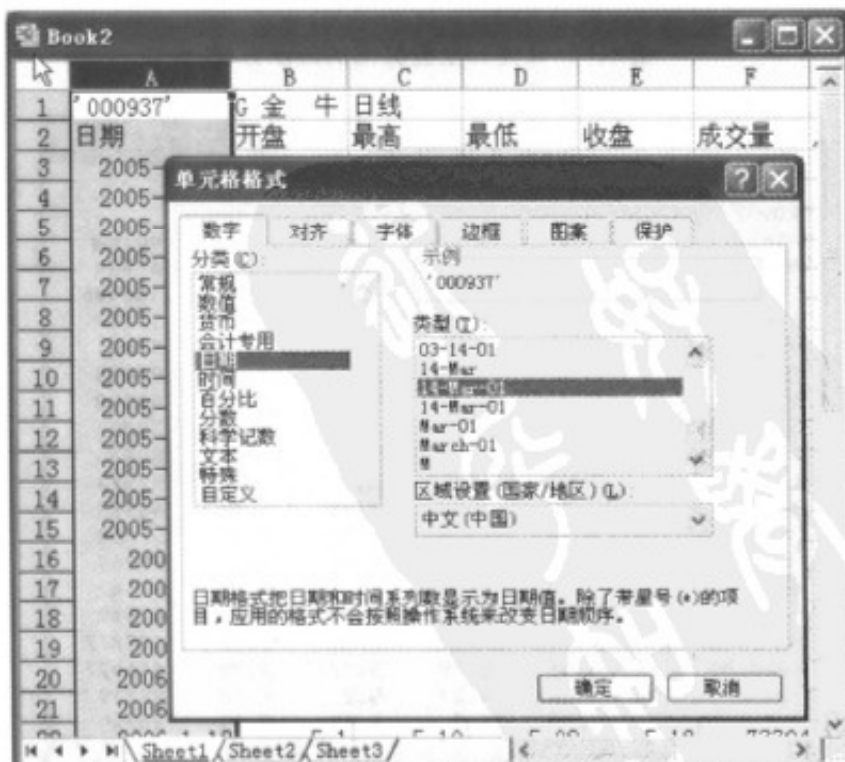 Book2
A B C D E F
1 '000937' G 金 牛 日线
2 日期 开盘 最高 最低 收盘 成交量
3 2005-
4 2005-
5 2005-
6 2005-
7 2005-
8 2005-
9 2005-
10 2005-
11 2005-
12 2005-
13 2005-
14 2005-
15 2005-
16 200
17 200
18 200
19 200
20 2006
21 2006
单元格格式
数字 对齐 字体 边框 图案 保护
分类(C):
常规
数值
货币
会计专用
日期
时间
百分比
分数
科学记数
文本
特殊
自定义
示例
'000937'
类型(T):
03-14-01
14-Mar
14-Mar-01
14-Mar-01
Mar-01
March-01
M
区域设置(国家/地区)(L):
中文(中国)
日期格式把日期和时间系列数显示为日期值。除了带星号(*)的项
目，应用的格式不会按照操作系统来改变日期顺序。
确定 取消
Sheet1 Sheet2 Sheet3